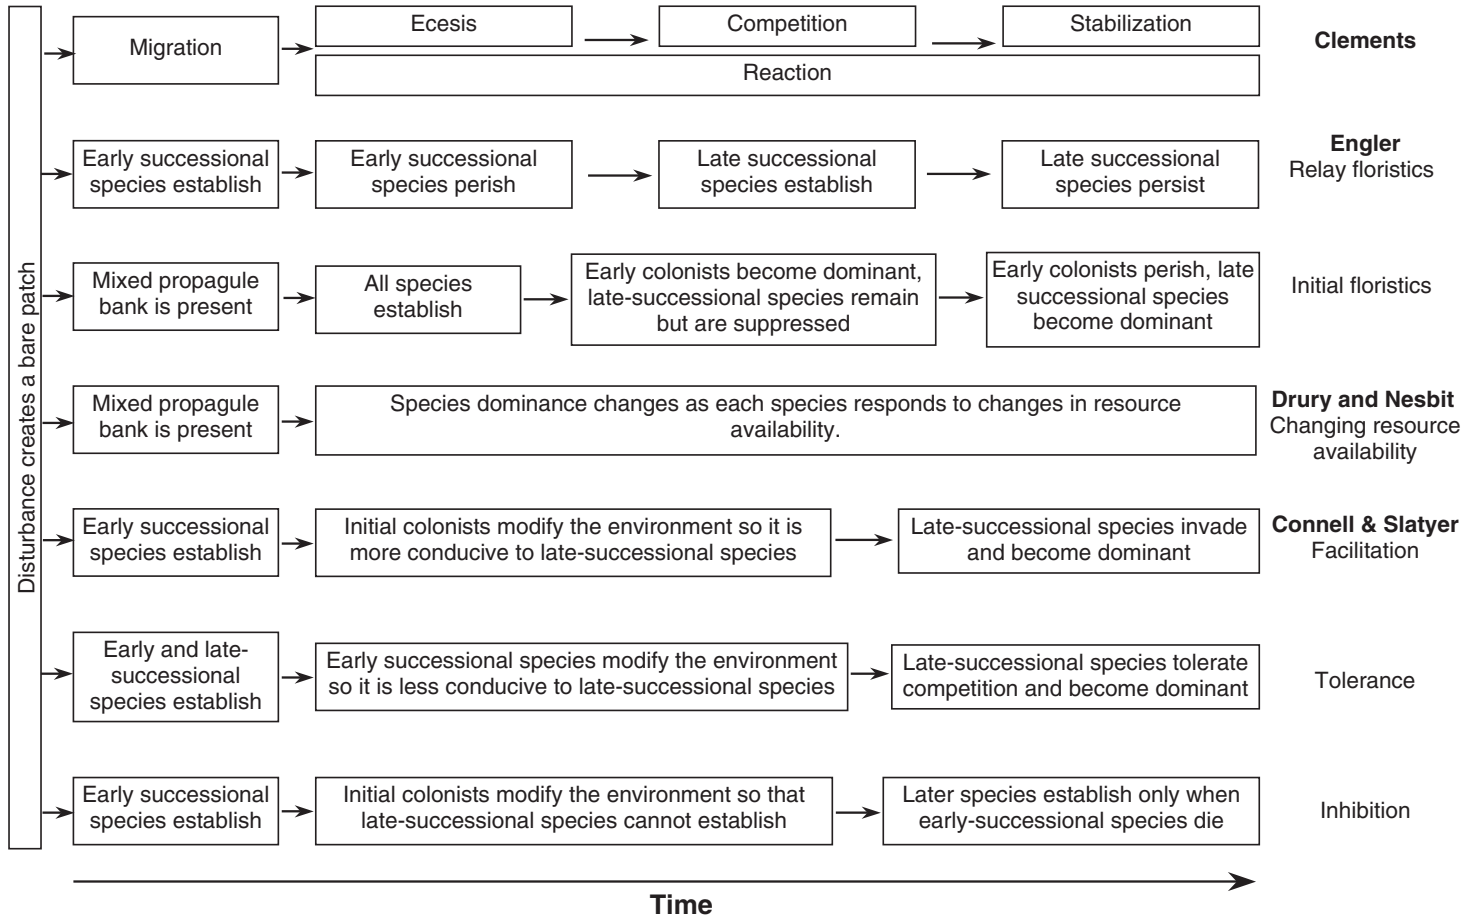 Disturbance creates a bare patch
Migration
Ecesis
Competition
Stabilization
Reaction
Clements
Early successional
species establish
Early successional
species perish
Late successional
species establish
Late successional
species persist
Engler
Relay floristics
Mixed propagule
bank is present
All species
establish
Early colonists become dominant,
late-successional species remain
but are suppressed
Early colonists perish, late
successional species
become dominant
Initial floristics
Mixed propagule
bank is present
Species dominance changes as each species responds to changes in resource
availability.
Drury and Nesbit
Changing resource
availability
Early successional
species establish
Initial colonists modify the environment so it is
more conducive to late-successional species
Late-successional species invade
and become dominant
Connell & Slatyer
Facilitation
Early and late-
successional
species establish
Early successional species modify the environment
so it is less conducive to late-successional species
Late-successional species tolerate
competition and become dominant
Tolerance
Early successional
species establish
Initial colonists modify the environment so that
late-successional species cannot establish
Later species establish only when
early-successional species die
Inhibition
Time